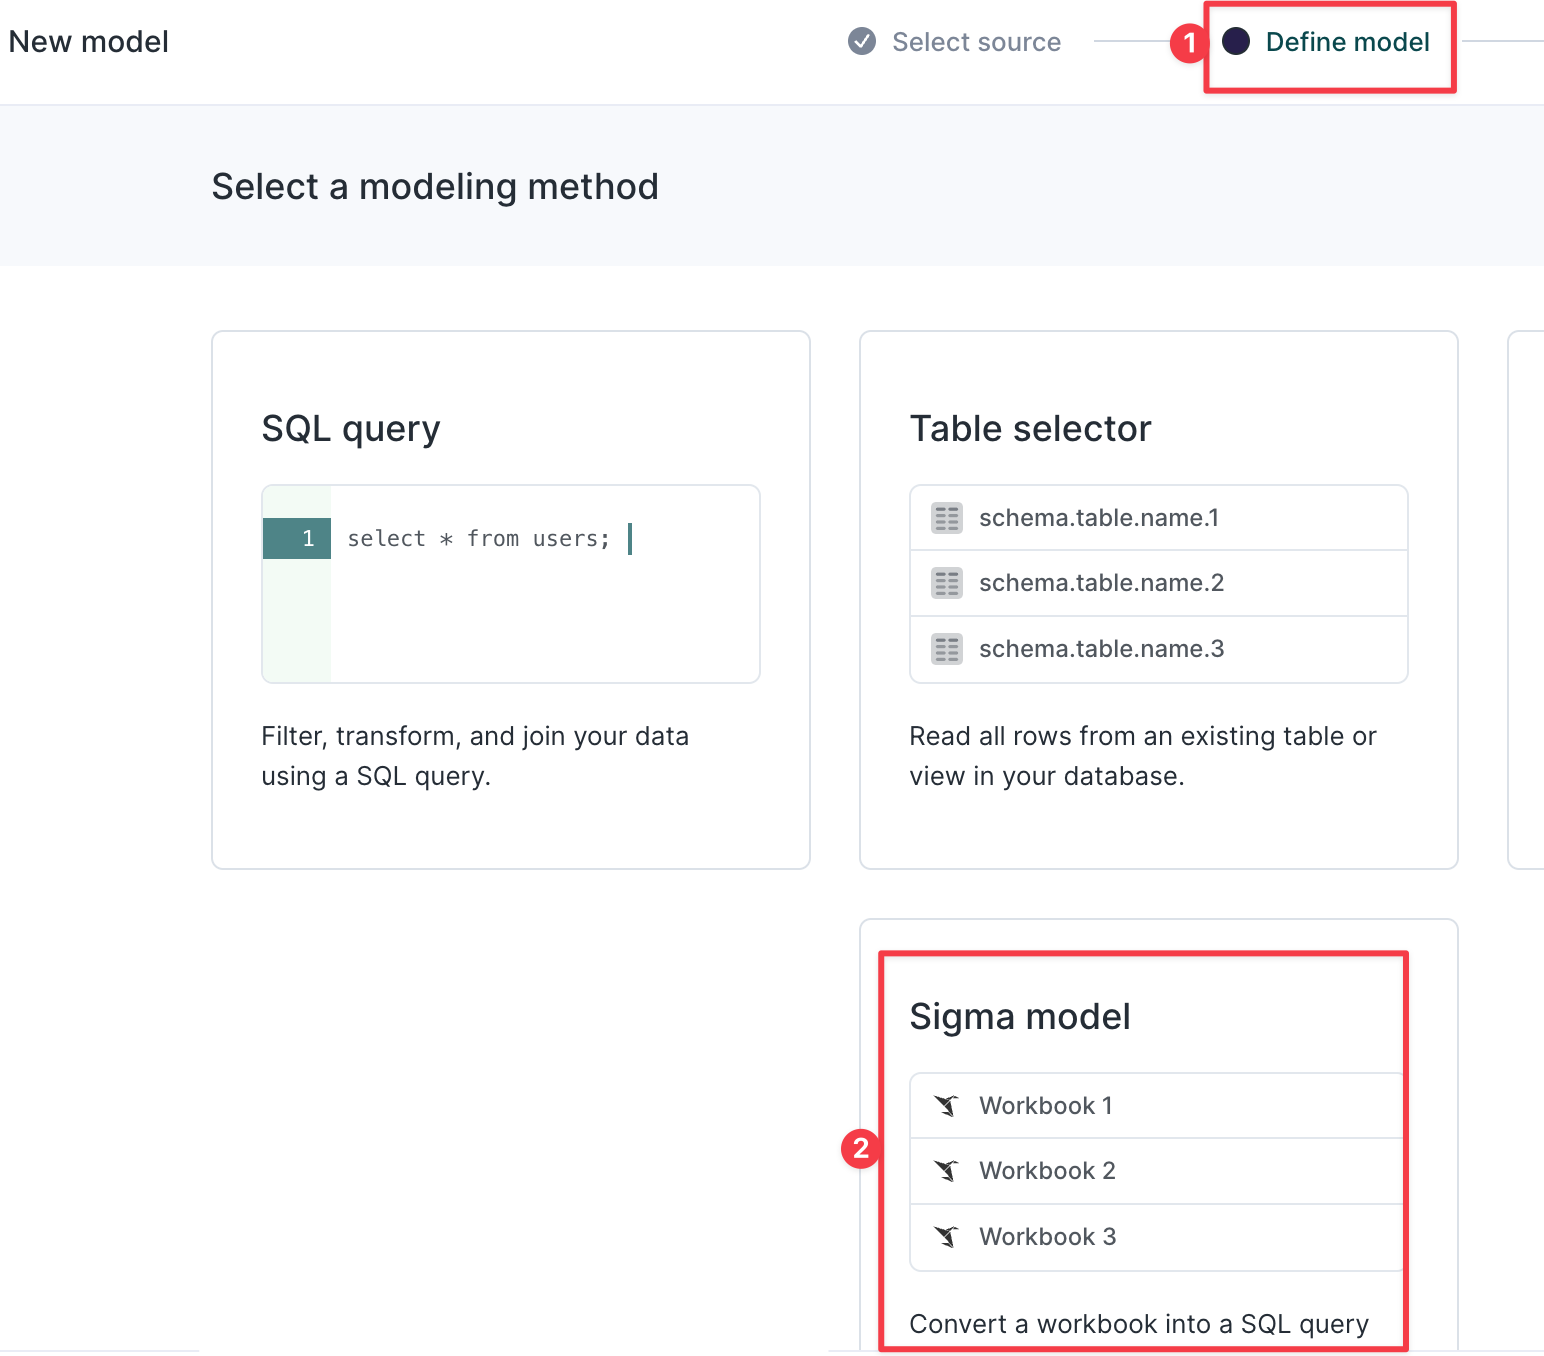 New model
Select source
1
Define model
Select a modeling method
SQL query
1 select * from users;
Filter, transform, and join your data
using a SQL query.
Table selector
schema.table.name.1
schema.table.name.2
schema.table.name.3
Read all rows from an existing table or
view in your database.
2
Sigma model
Workbook 1
Workbook 2
Workbook 3
Convert a workbook into a SQL query